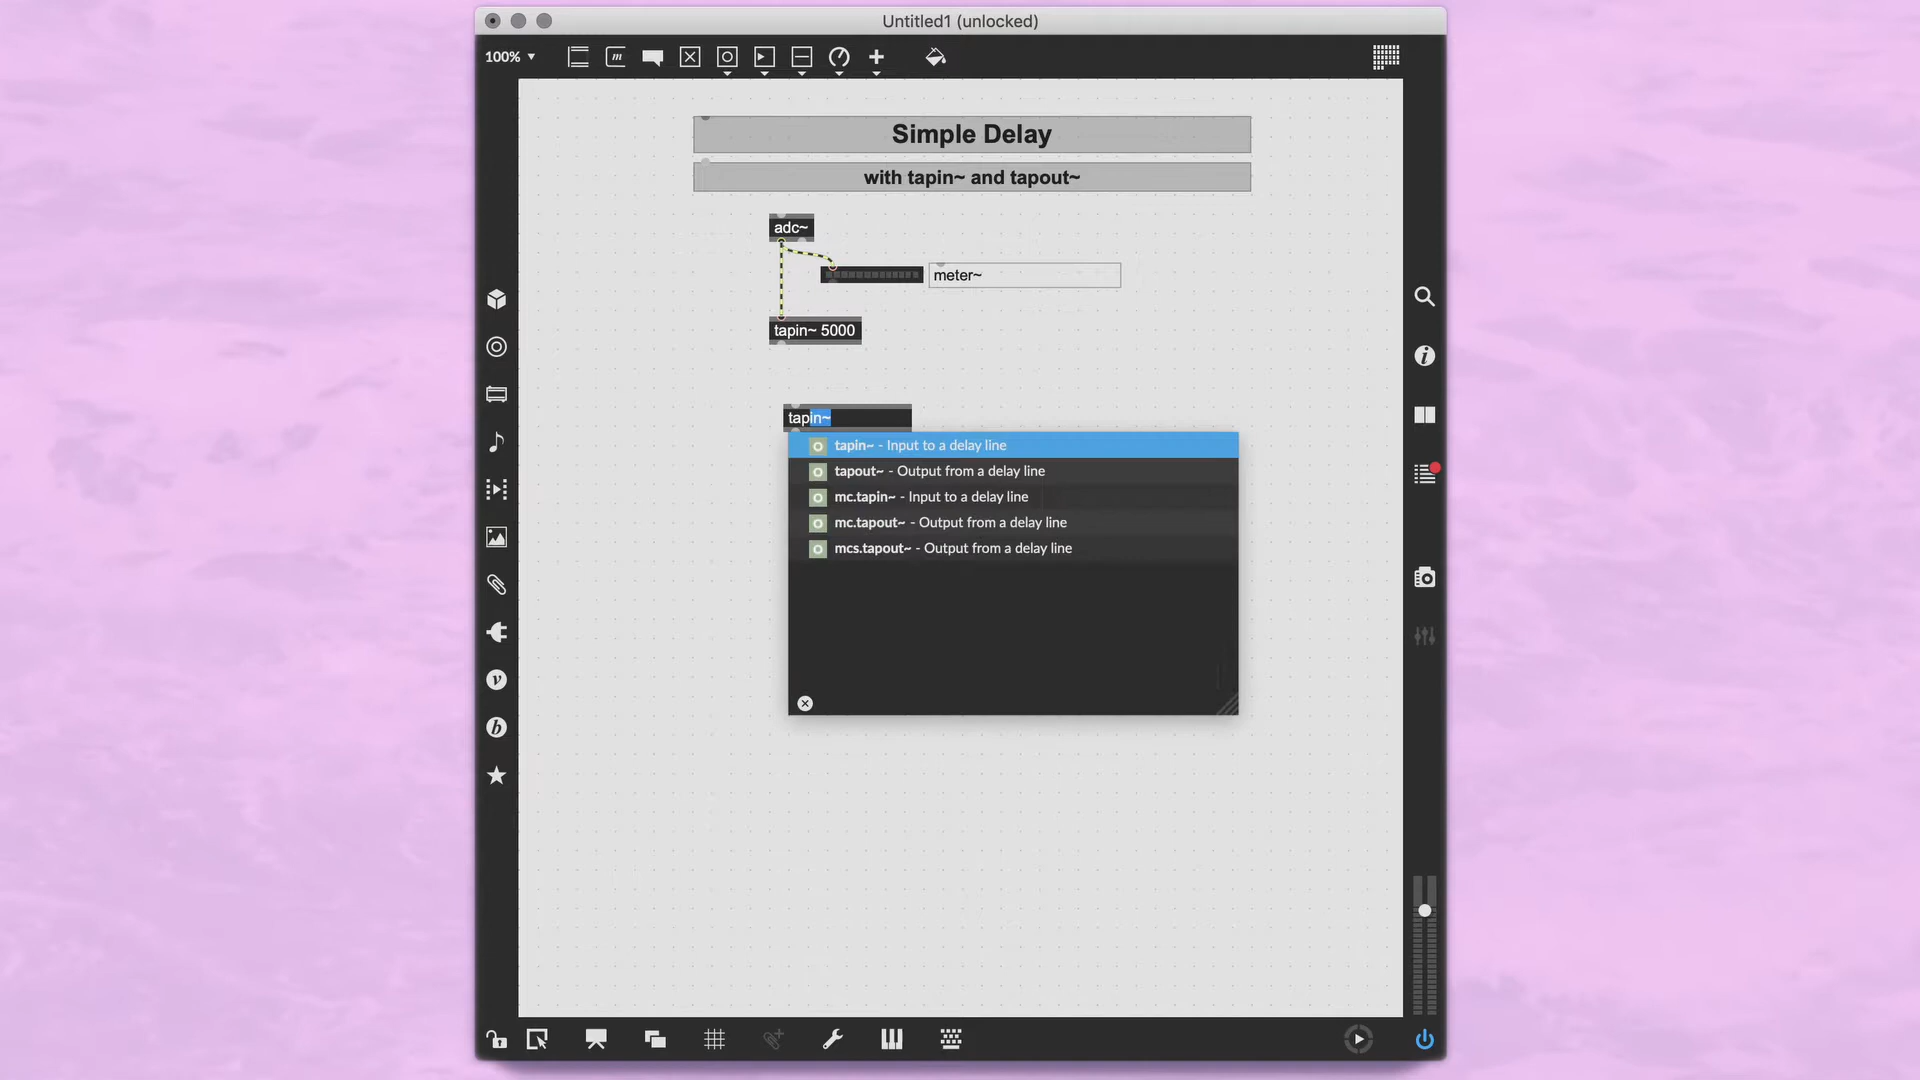 Untitled1 (unlocked)
100%
m
Simple Delay
with tapin~ and tapout~
adc~
meter~
tapin~ 5000
tapin~
tapin~ - Input to a delay line
tapout~ - Output from a delay line
mc.tapin~ - Input to a delay line
mc.tapout~ - Output from a delay line
mcs.tapout~ - Output from a delay line